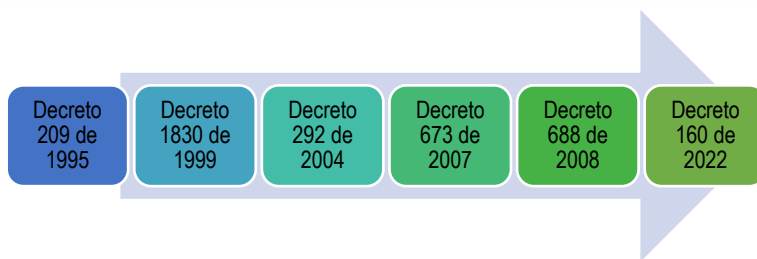 Decreto
209 de
1995
Decreto
1830 de
1999
Decreto
292 de
2004
Decreto
673 de
2007
Decreto
688 de
2008
Decreto
160 de
2022